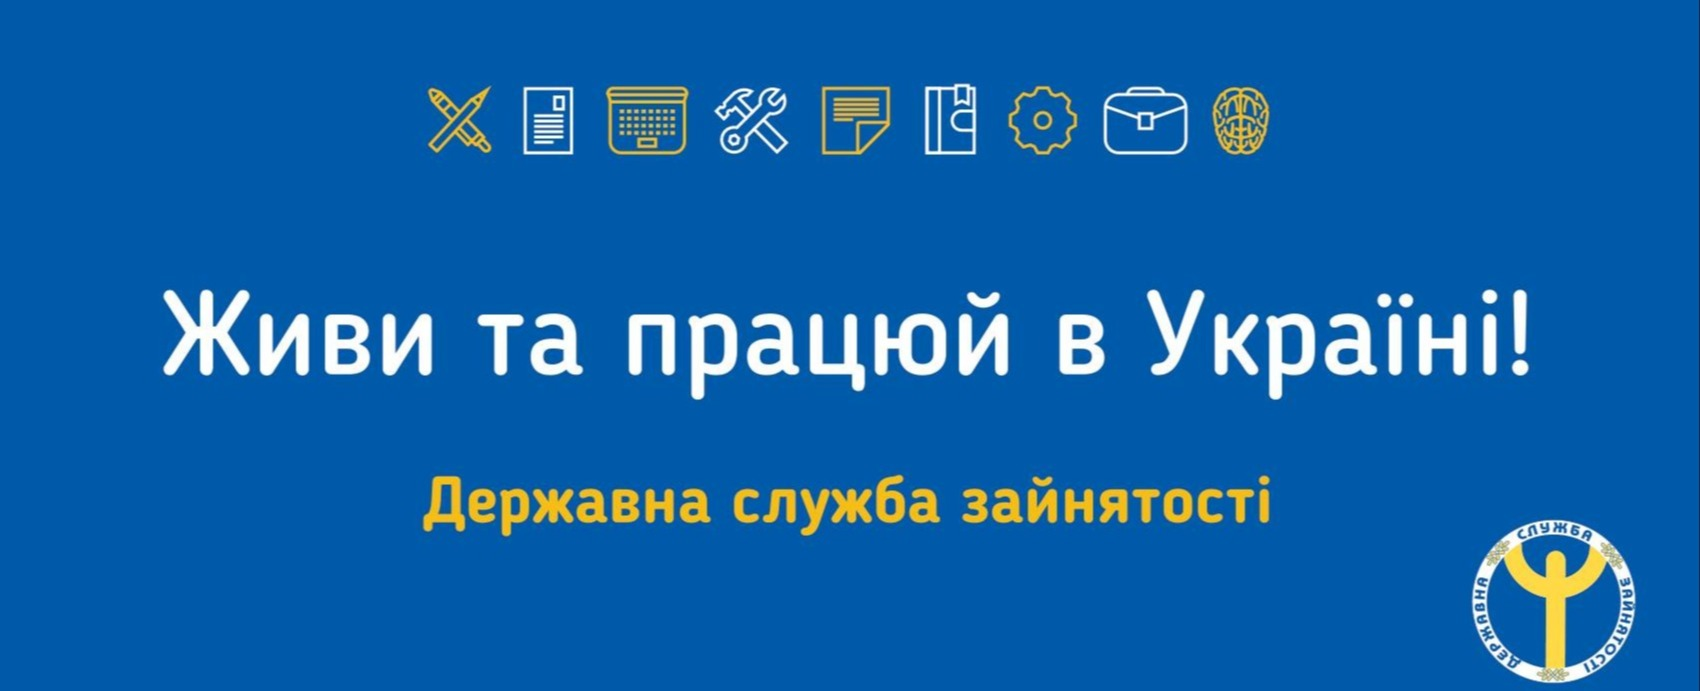 Живи та працюй в Україні!
Державна служба зайнятості
ДЕРЖАВНА СЛУЖБА ЗАЙНЯТОСТІ